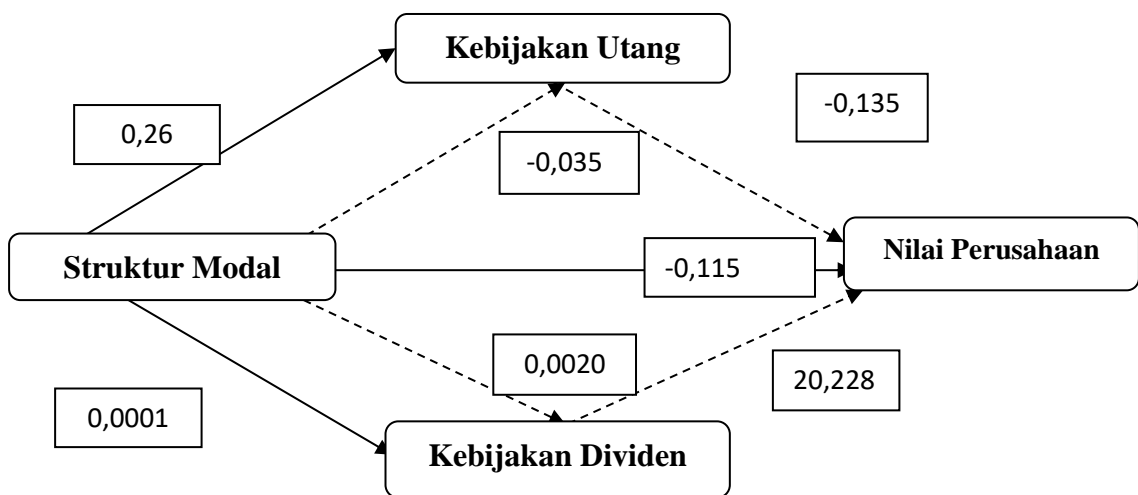 Kebijakan Utang
-0,135
0,26
-0,035
Struktur Modal
-0,115
Nilai Perusahaan
0,0020
20,228
0,0001
Kebijakan Dividen